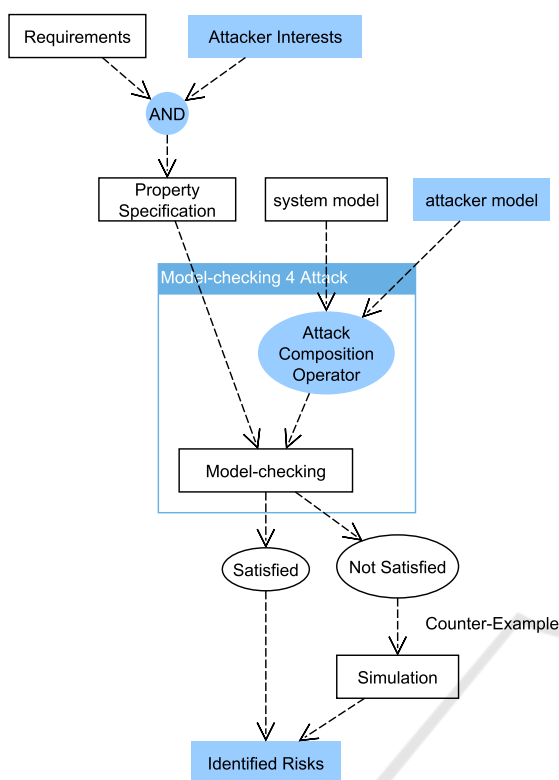 Requirements
Attacker Interests
AND
Property
Specification
system model
attacker model
Model-checking 4 Attack
Attack
Composition
Operator
Model-checking
Satisfied
Not Satisfied
Counter-Example
Simulation
Identified Risks